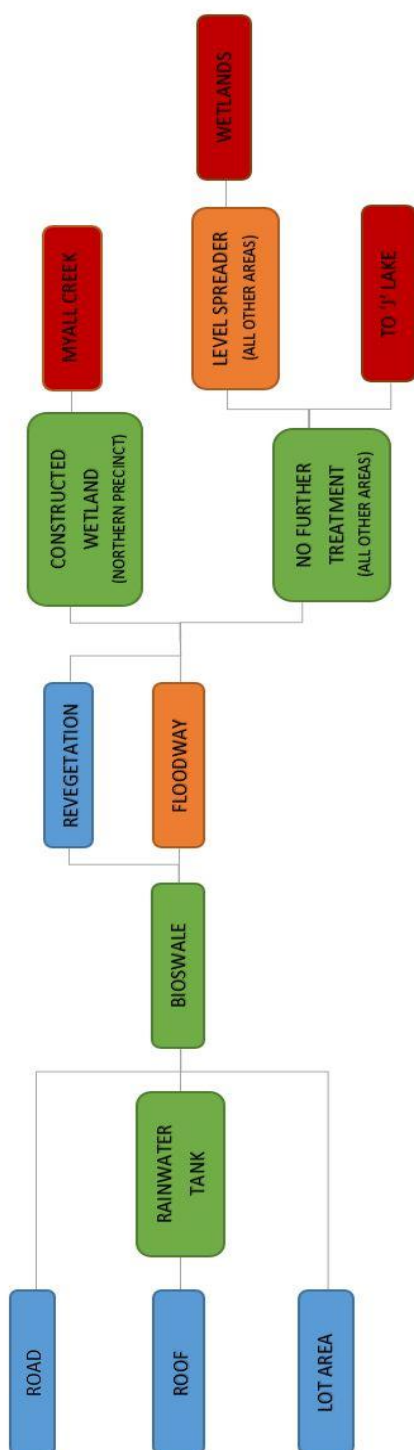 ROAD
ROOF
LOT AREA
RAINWATER
TANK
BIOSWALE
REVEGETATION
FLOODWAY
CONSTRUCTED
WETLAND
(NORTHERN PRECINCT)
NO FURTHER
TREATMENT
(ALL OTHER AREAS)
MYALL CREEK
LEVEL SPREADER
(ALL OTHER AREAS)
TO 'J' LAKE
WETLANDS